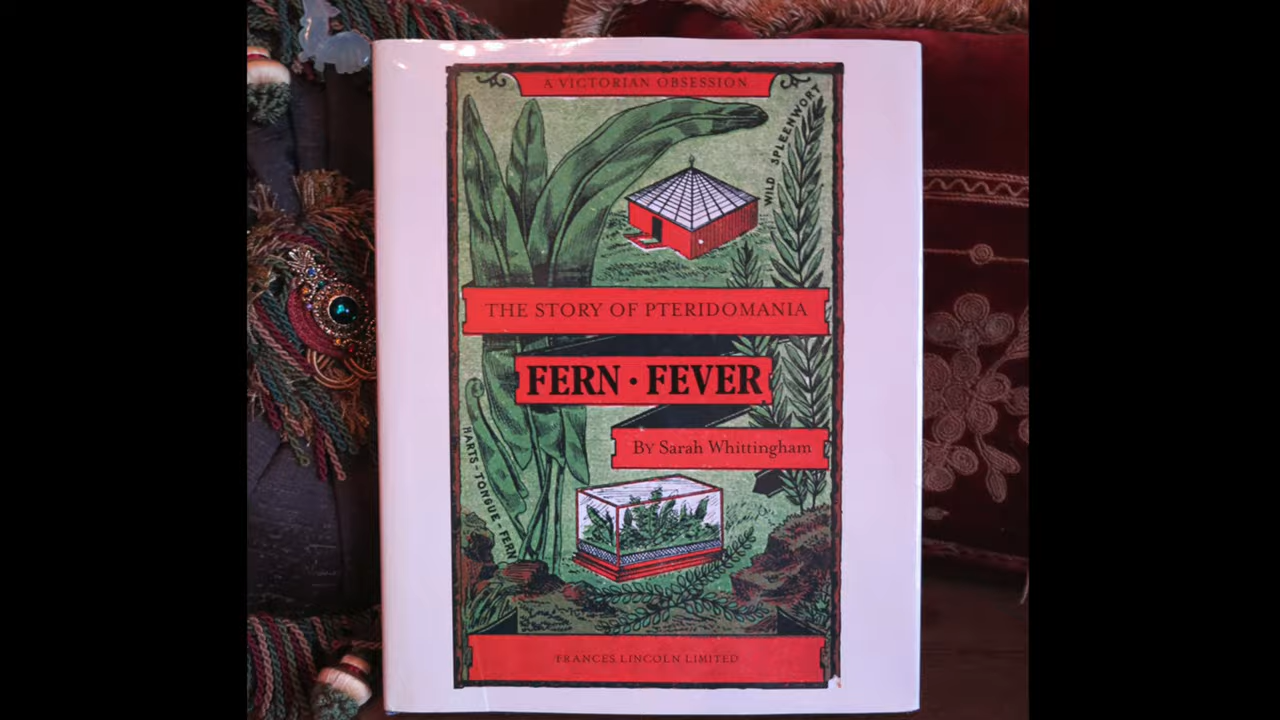 A VICTORIAN OBSESSION
WILD SPLEENWORT
THE STORY OF PTERIDOMANIA
FERN · FEVER
BY Sarah Whittingham
HARTS-TONGUE-FERN
FRANCES LINCOLN LIMITED